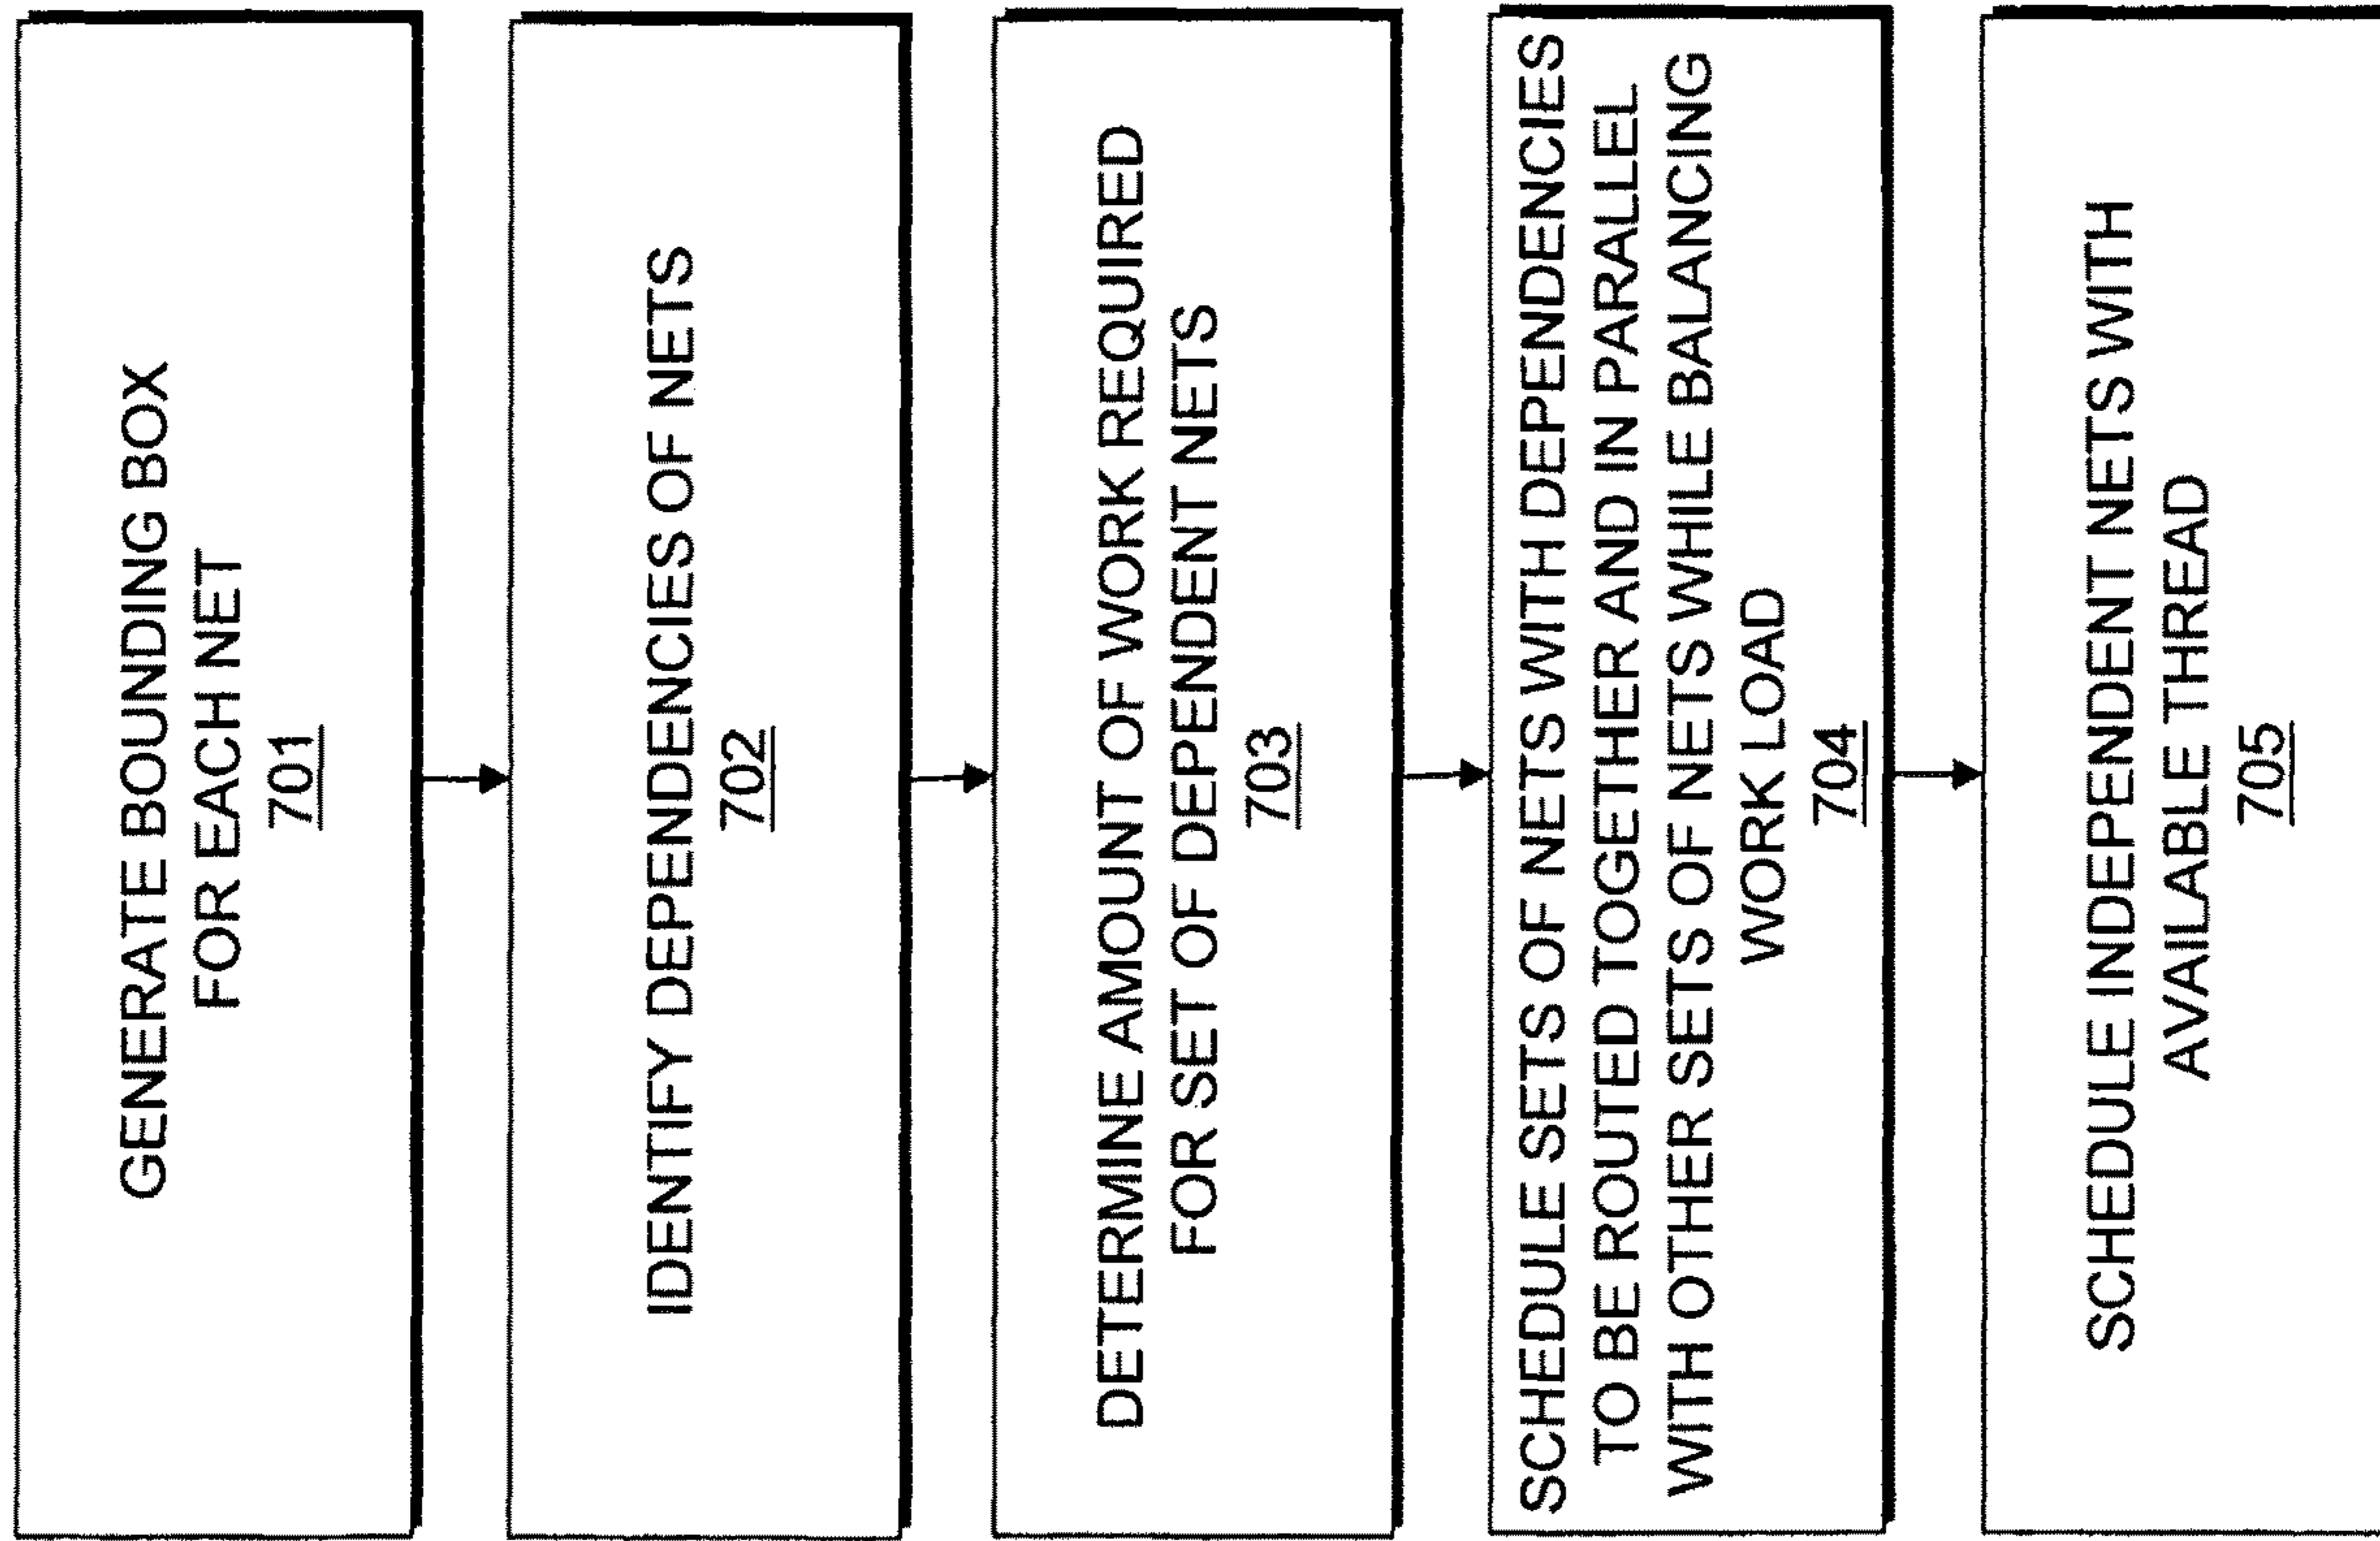 GENERATE BOUNDING BOX
FOR EACH NET
701
IDENTIFY DEPENDENCIES OF NETS
702
DETERMINE AMOUNT OF WORK REQUIRED
FOR SET OF DEPENDENT NETS
703
SCHEDULE SETS OF NETS WITH DEPENDENCIES
TO BE ROUTED TOGETHER AND IN PARALLEL
WITH OTHER SETS OF NETS WHILE BALANCING
WORK LOAD
704
SCHEDULE INDEPENDENT NETS WITH
AVAILABLE THREAD
705